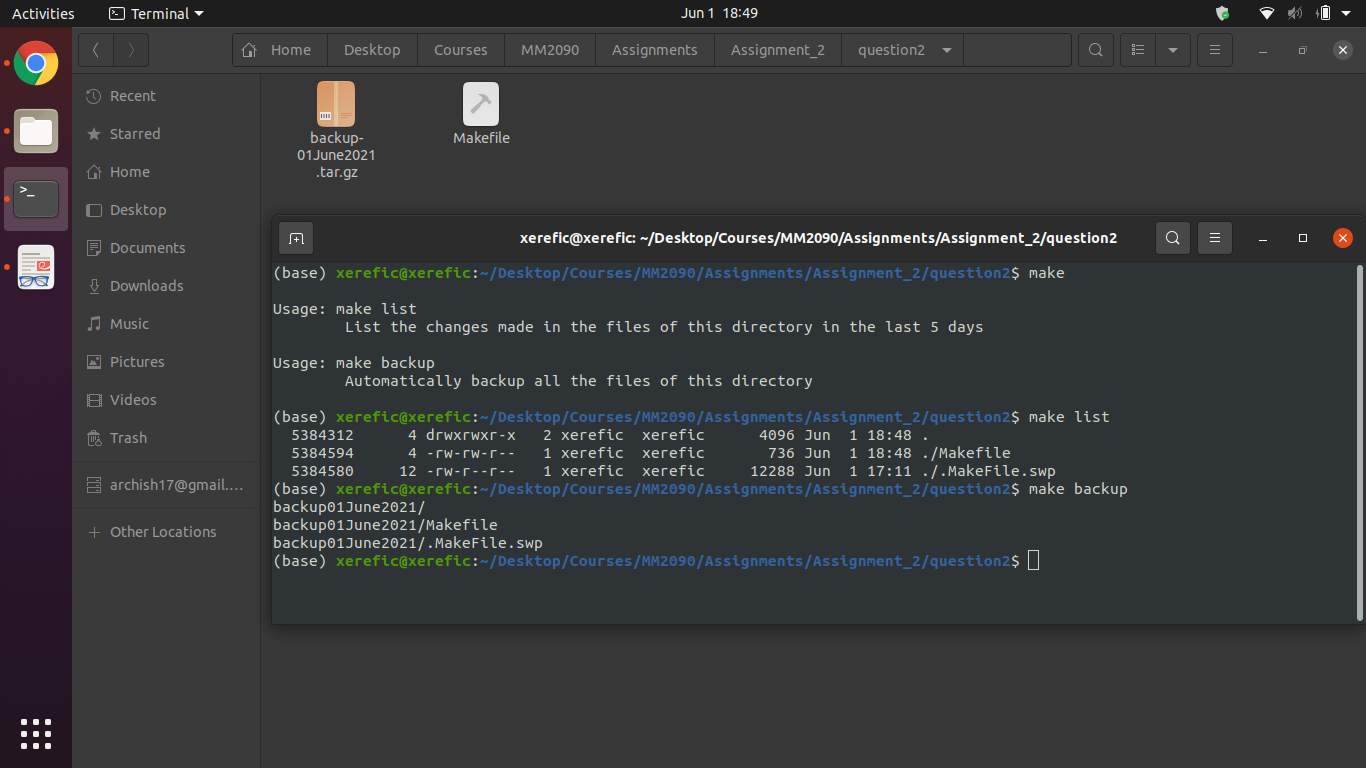 Activities Terminal Jun 1 18:49
Home Desktop Courses MM2090 Assignments Assignment_2 question2
Recent
Starred
Home
Desktop
Documents
Downloads
Music
Pictures
Videos
Trash
archish17@gmail.…
Other Locations
backup-
01June2021
.tar.gz
Makefile
xerefic@xerefic: ~/Desktop/Courses/MM2090/Assignments/Assignment_2/question2
(base) xerefic@xerefic:~/Desktop/Courses/MM2090/Assignments/Assignment_2/question2$ make
Usage: make list
List the changes made in the files of this directory in the last 5 days
Usage: make backup
Automatically backup all the files of this directory
(base) xerefic@xerefic:~/Desktop/Courses/MM2090/Assignments/Assignment_2/question2$ make list
5384312 4 drwxrwxr-x 2 xerefic xerefic 4096 Jun 1 18:48 .
5384594 4 -rw-rw-r-- 1 xerefic xerefic 736 Jun 1 18:48 ./Makefile
5384580 12 -rw-r--r-- 1 xerefic xerefic 12288 Jun 1 17:11 ./.MakeFile.swp
(base) xerefic@xerefic:~/Desktop/Courses/MM2090/Assignments/Assignment_2/question2$ make backup
backup01June2021/
backup01June2021/Makefile
backup01June2021/.MakeFile.swp
(base) xerefic@xerefic:~/Desktop/Courses/MM2090/Assignments/Assignment_2/question2$